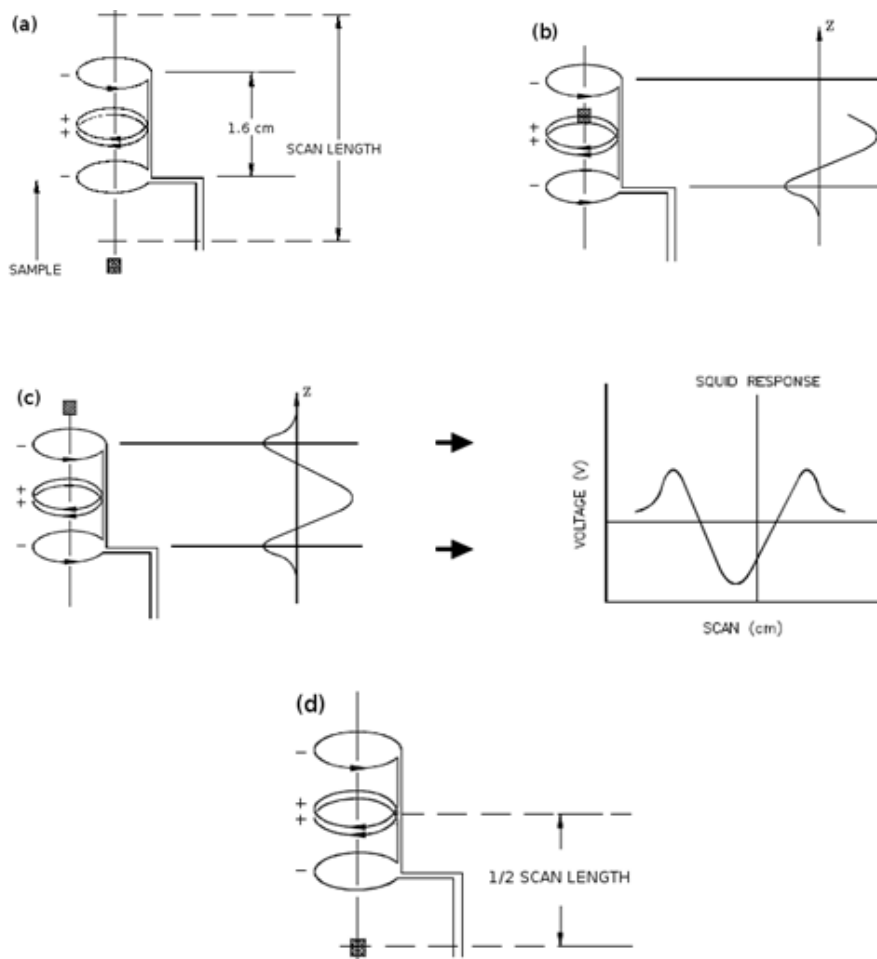 (a)
−
+
+
−
1.6 cm
SCAN LENGTH
SAMPLE
(b)
Z
−
+
+
−
(c)
Z
−
+
+
−
SQUID RESPONSE
VOLTAGE (V)
SCAN (cm)
(d)
−
+
+
−
1/2 SCAN LENGTH